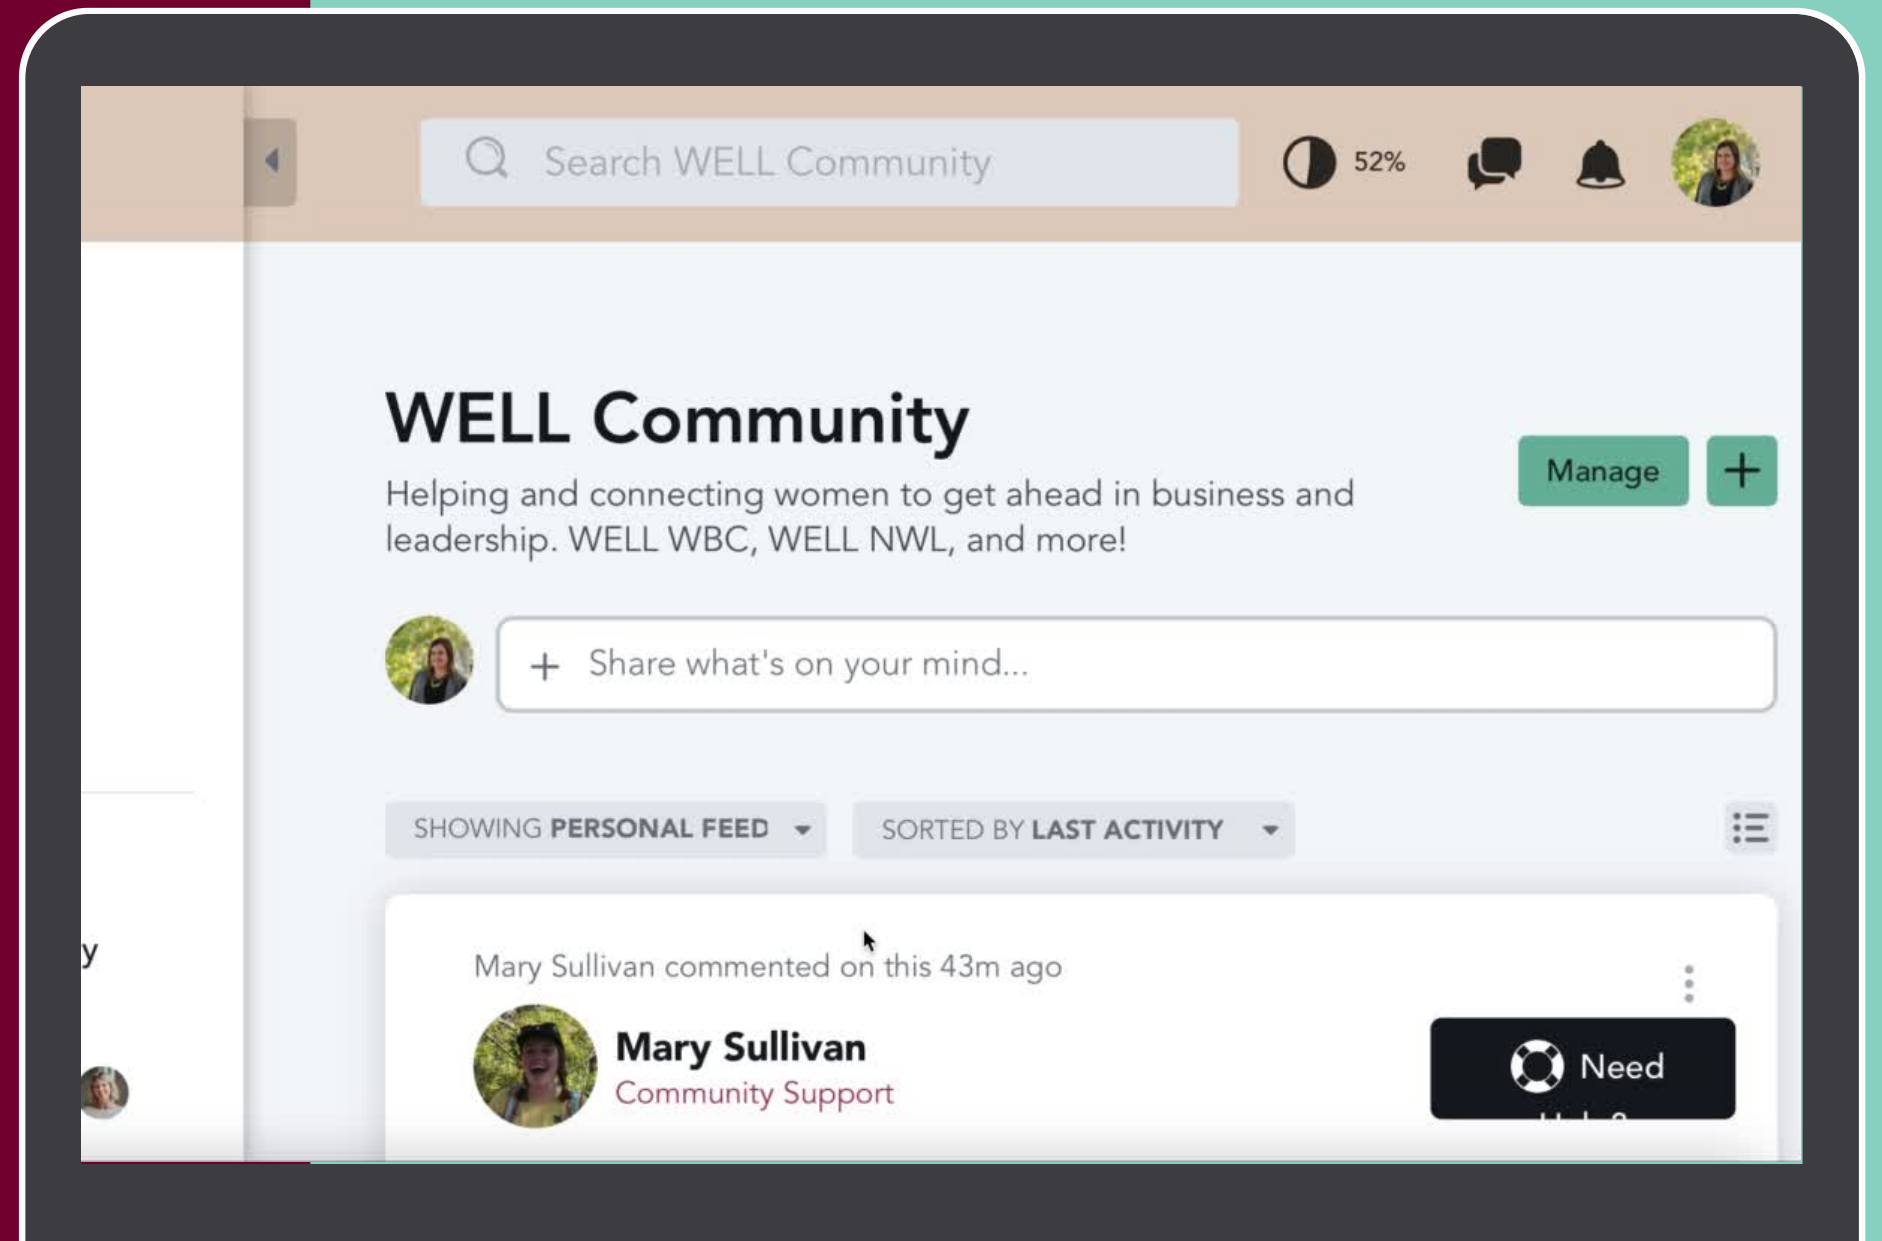 Search WELL Community
52%
WELL Community
Helping and connecting women to get ahead in business and
leadership. WELL WBC, WELL NWL, and more!
Manage
+
+ Share what's on your mind...
SHOWING PERSONAL FEED
SORTED BY LAST ACTIVITY
Mary Sullivan commented on this 43m ago
y
Mary Sullivan
Community Support
Need